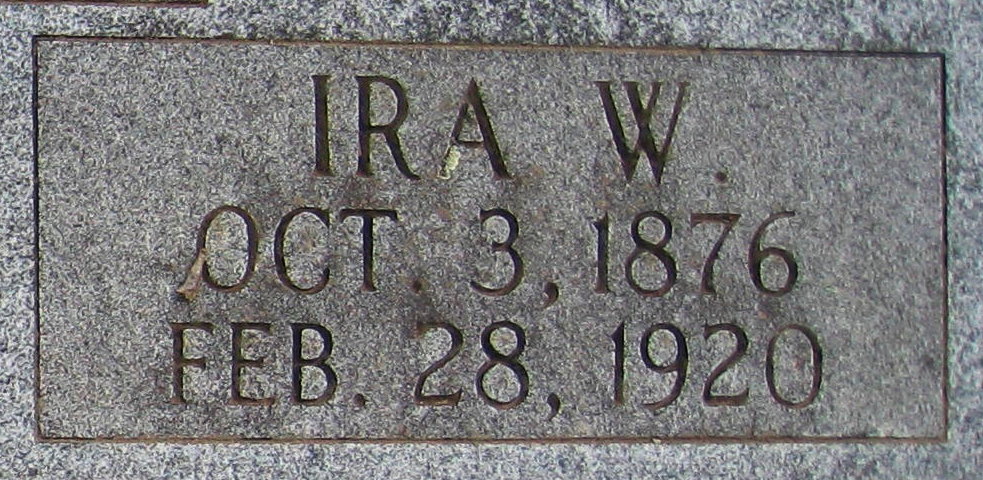 IRA W.
OCT. 3, 1876
FEB. 28, 1920